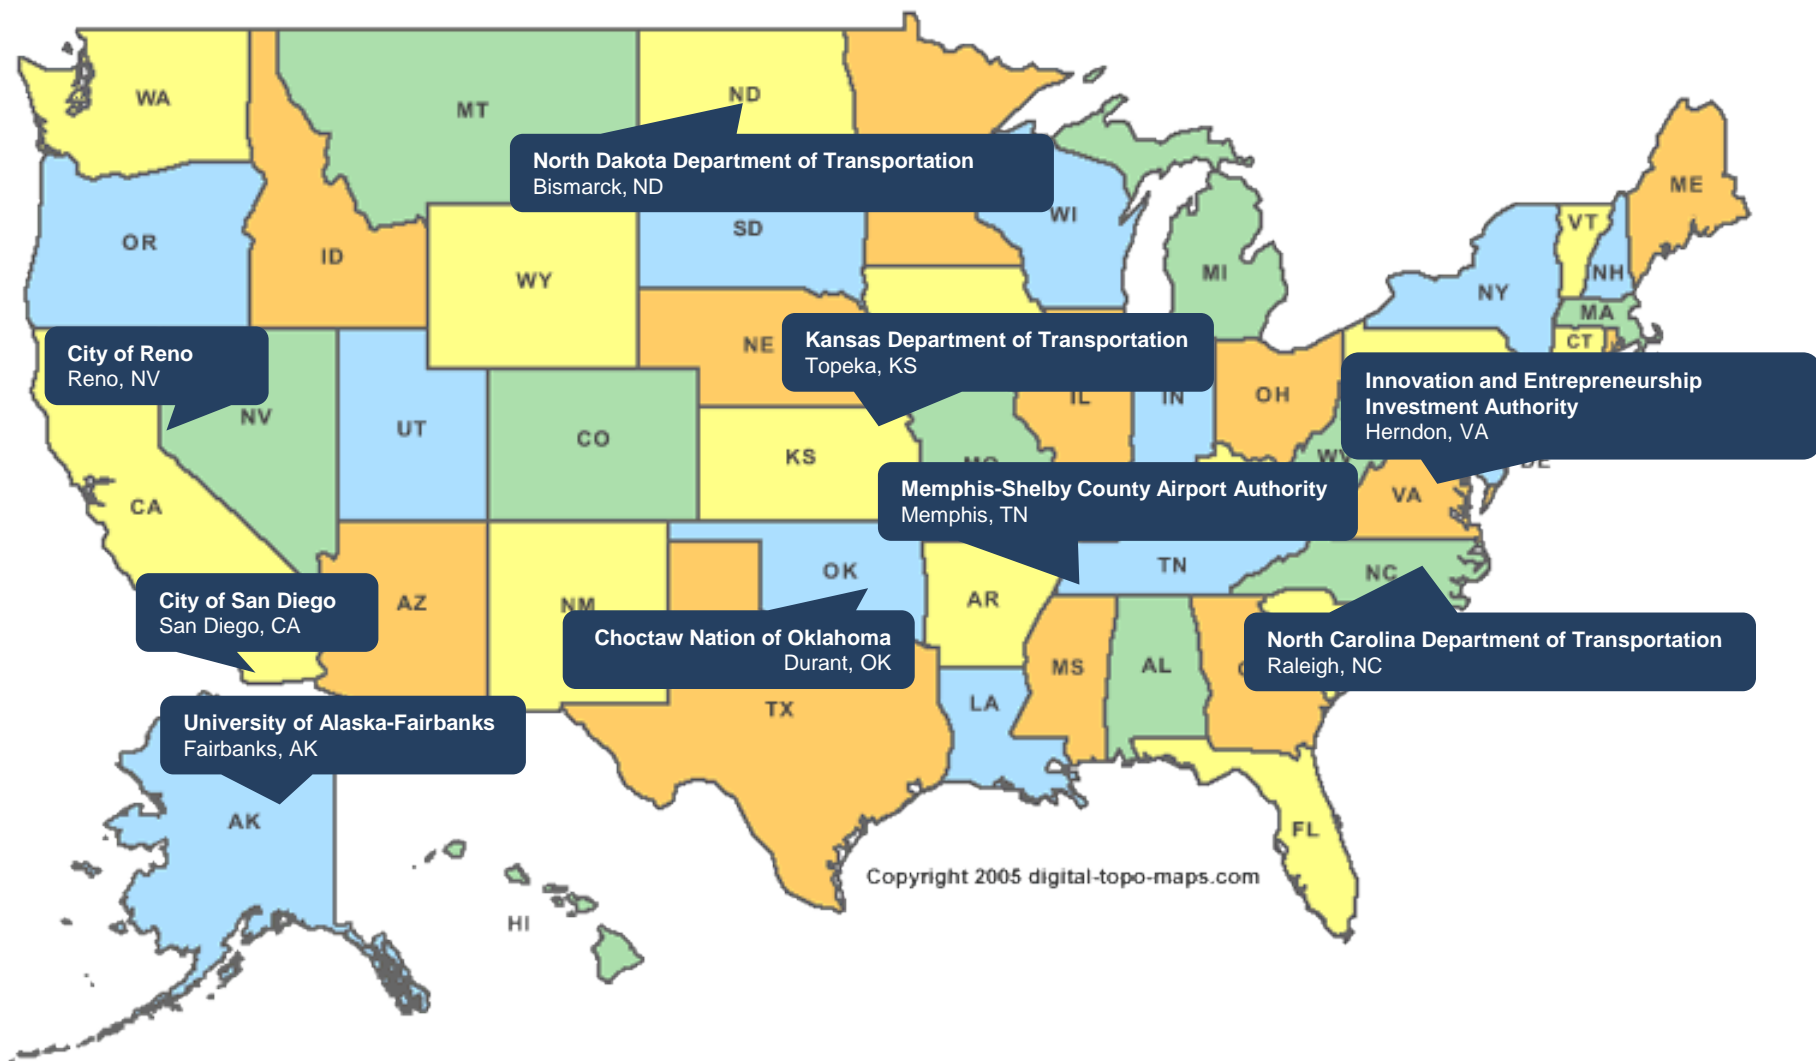 WA
MT
ND
North Dakota Department of Transportation
Bismarck, ND
ME
OR
ID
WY
SD
WI
MI
VT
NH
NY
MA
CT
City of Reno
Reno, NV
NE
Kansas Department of Transportation
Topeka, KS
Innovation and Entrepreneurship
Investment Authority
Herndon, VA
NV
UT
CO
KS
IL
IN
OH
WV
DE
CA
Memphis-Shelby County Airport Authority
Memphis, TN
VA
AZ
NM
OK
AR
TN
NC
City of San Diego
San Diego, CA
Choctaw Nation of Oklahoma
Durant, OK
MS
AL
North Carolina Department of Transportation
Raleigh, NC
University of Alaska-Fairbanks
Fairbanks, AK
TX
LA
AK
HI
FL
Copyright 2005 digital-topo-maps.com